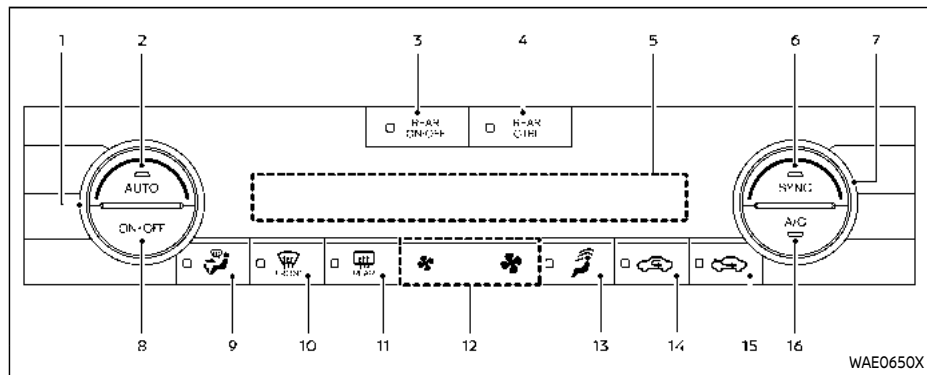 1 2 3 4 5 6 7
REAR ON•OFF
REAR CTRL
AUTO
SYNC
ON•OFF
A/C
FRONT
REAR
8 9 10 11 12 13 14 15 16
WAE0650X